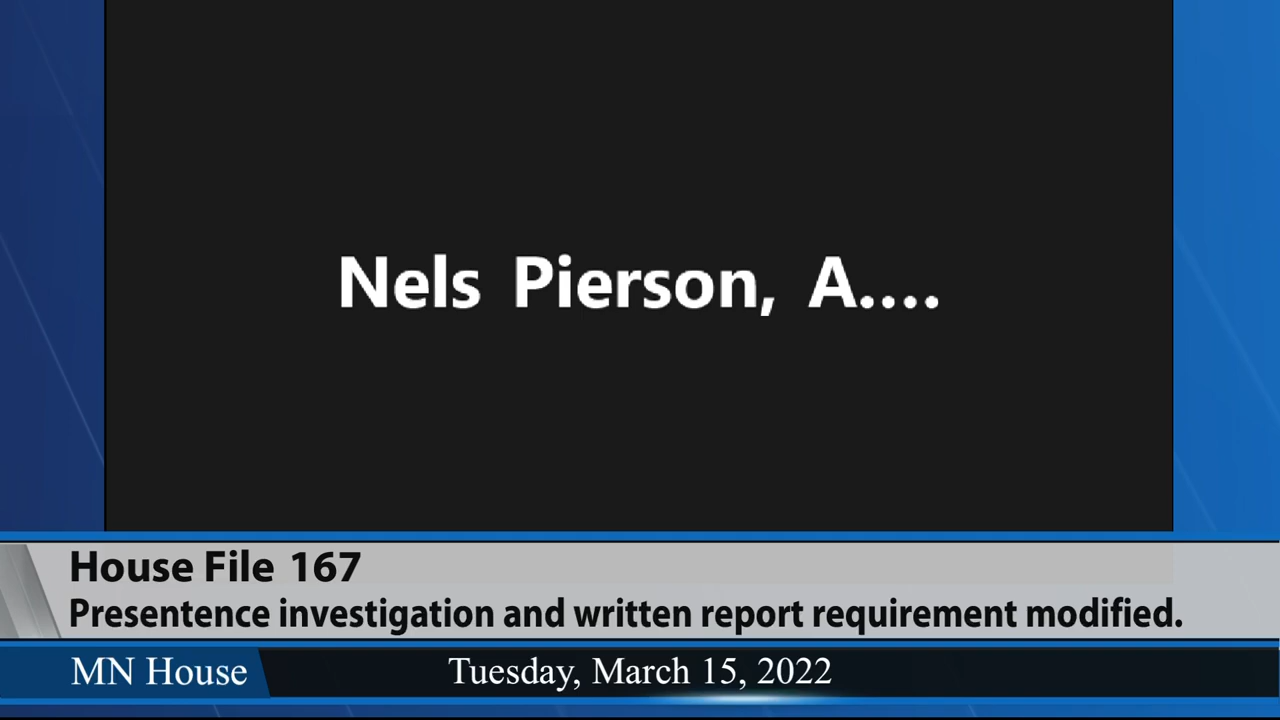 Nels Pierson, A....
House File 167
Presentence investigation and written report requirement modified.
MN House
Tuesday, March 15, 2022